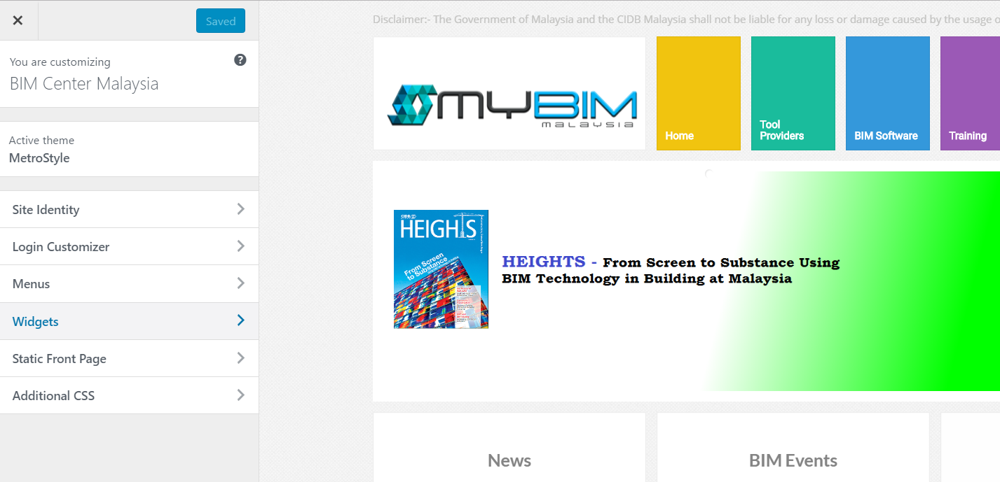 Saved
You are customizing
BIM Center Malaysia
Active theme
MetroStyle
Site Identity
Login Customizer
Menus
Widgets
Static Front Page
Additional CSS
Disclaimer:- The Government of Malaysia and the CIDB Malaysia shall not be liable for any loss or damage caused by the usage o
MYBIM
malaysia
Home
Tool
Providers
BIM Software
Training
CIDB
HEIGHTS
From Screen
to Substance
HEIGHTS - From Screen to Substance Using
BIM Technology in Building at Malaysia
News
BIM Events